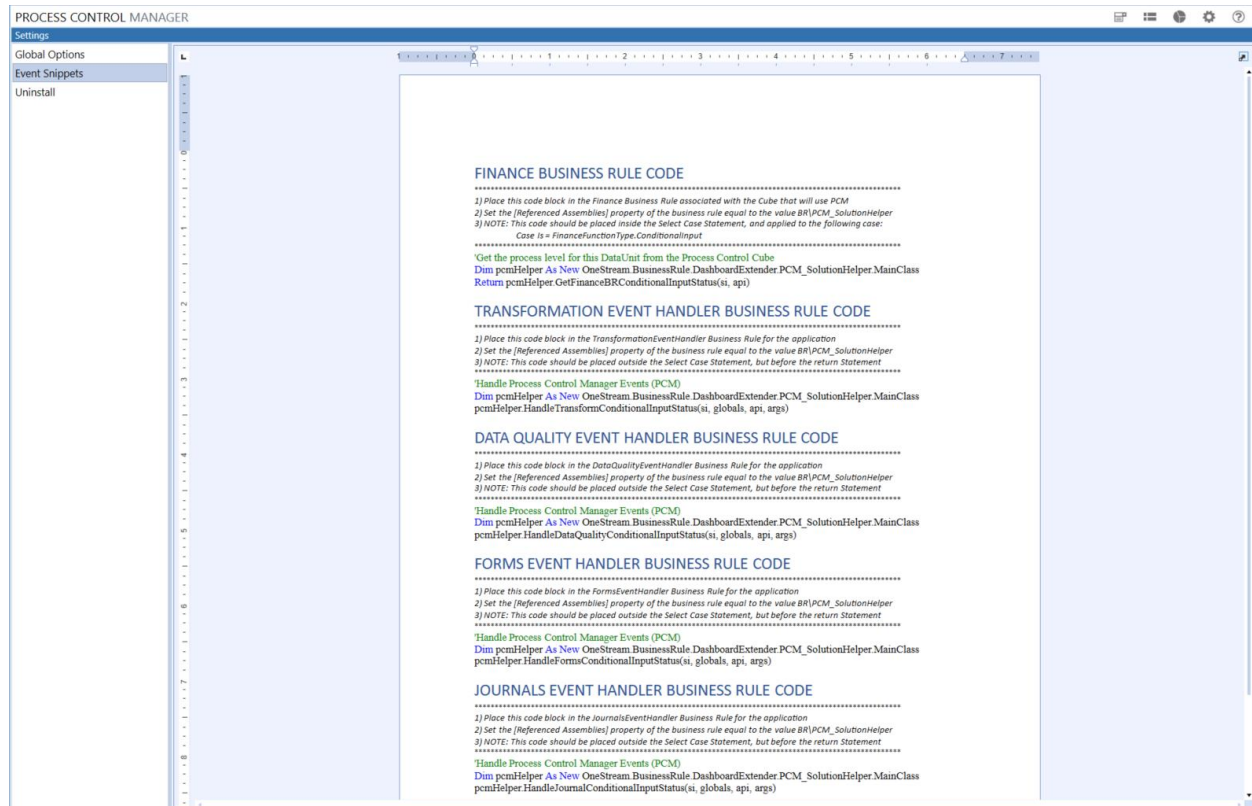 PROCESS CONTROL MANAGER
Settings
Global Options
Event Snippets
Uninstall
1 0 1 2 3 4 5 6 7
FINANCE BUSINESS RULE CODE
****************************************************************************************************
1) Place this code block in the Finance Business Rule associated with the Cube that will use PCM
2) Set the [Referenced Assemblies] property of the business rule equal to the value BR\PCM_SolutionHelper
3) NOTE: This code should be placed inside the Select Case Statement, and applied to the following case:
Case Is = FinanceFunctionType.ConditionalInput
****************************************************************************************************
'Get the process level for this DataUnit from the Process Control Cube
Dim pcmHelper As New OneStream.BusinessRule.DashboardExtender.PCM_SolutionHelper.MainClass
Return pcmHelper.GetFinanceBRConditionalInputStatus(si, api)
TRANSFORMATION EVENT HANDLER BUSINESS RULE CODE
****************************************************************************************************
1) Place this code block in the TransformationEventHandler Business Rule for the application
2) Set the [Referenced Assemblies] property of the business rule equal to the value BR\PCM_SolutionHelper
3) NOTE: This code should be placed outside the Select Case Statement, but before the return Statement
****************************************************************************************************
'Handle Process Control Manager Events (PCM)
Dim pcmHelper As New OneStream.BusinessRule.DashboardExtender.PCM_SolutionHelper.MainClass
pcmHelper.HandleTransformConditionalInputStatus(si, globals, api, args)
DATA QUALITY EVENT HANDLER BUSINESS RULE CODE
****************************************************************************************************
1) Place this code block in the DataQualityEventHandler Business Rule for the application
2) Set the [Referenced Assemblies] property of the business rule equal to the value BR\PCM_SolutionHelper
3) NOTE: This code should be placed outside the Select Case Statement, but before the return Statement
****************************************************************************************************
'Handle Process Control Manager Events (PCM)
Dim pcmHelper As New OneStream.BusinessRule.DashboardExtender.PCM_SolutionHelper.MainClass
pcmHelper.HandleDataQualityConditionalInputStatus(si, globals, api, args)
FORMS EVENT HANDLER BUSINESS RULE CODE
****************************************************************************************************
1) Place this code block in the FormsEventHandler Business Rule for the application
2) Set the [Referenced Assemblies] property of the business rule equal to the value BR\PCM_SolutionHelper
3) NOTE: This code should be placed outside the Select Case Statement, but before the return Statement
****************************************************************************************************
'Handle Process Control Manager Events (PCM)
Dim pcmHelper As New OneStream.BusinessRule.DashboardExtender.PCM_SolutionHelper.MainClass
pcmHelper.HandleFormsConditionalInputStatus(si, globals, api, args)
JOURNALS EVENT HANDLER BUSINESS RULE CODE
****************************************************************************************************
1) Place this code block in the JournalsEventHandler Business Rule for the application
2) Set the [Referenced Assemblies] property of the business rule equal to the value BR\PCM_SolutionHelper
3) NOTE: This code should be placed outside the Select Case Statement, but before the return Statement
****************************************************************************************************
'Handle Process Control Manager Events (PCM)
Dim pcmHelper As New OneStream.BusinessRule.DashboardExtender.PCM_SolutionHelper.MainClass
pcmHelper.HandleJournalConditionalInputStatus(si, globals, api, args)